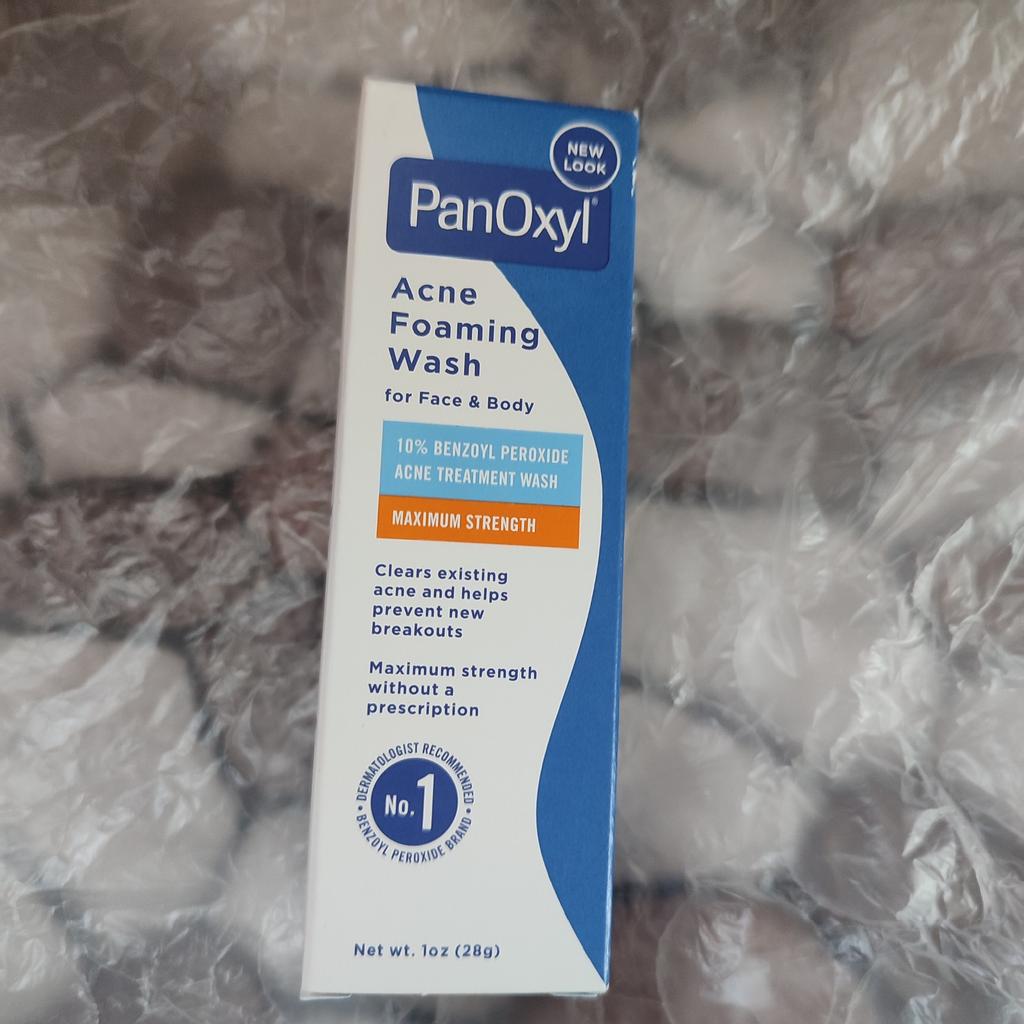 NEW
LOOK
PanOxyl®
Acne
Foaming
Wash
for Face & Body
10% BENZOYL PEROXIDE
ACNE TREATMENT WASH
MAXIMUM STRENGTH
Clears existing
acne and helps
prevent new
breakouts
Maximum strength
without a
prescription
• DERMATOLOGIST RECOMMENDED •
No. 1
BENZOYL PEROXIDE BRAND
Net wt. 1oz (28g)